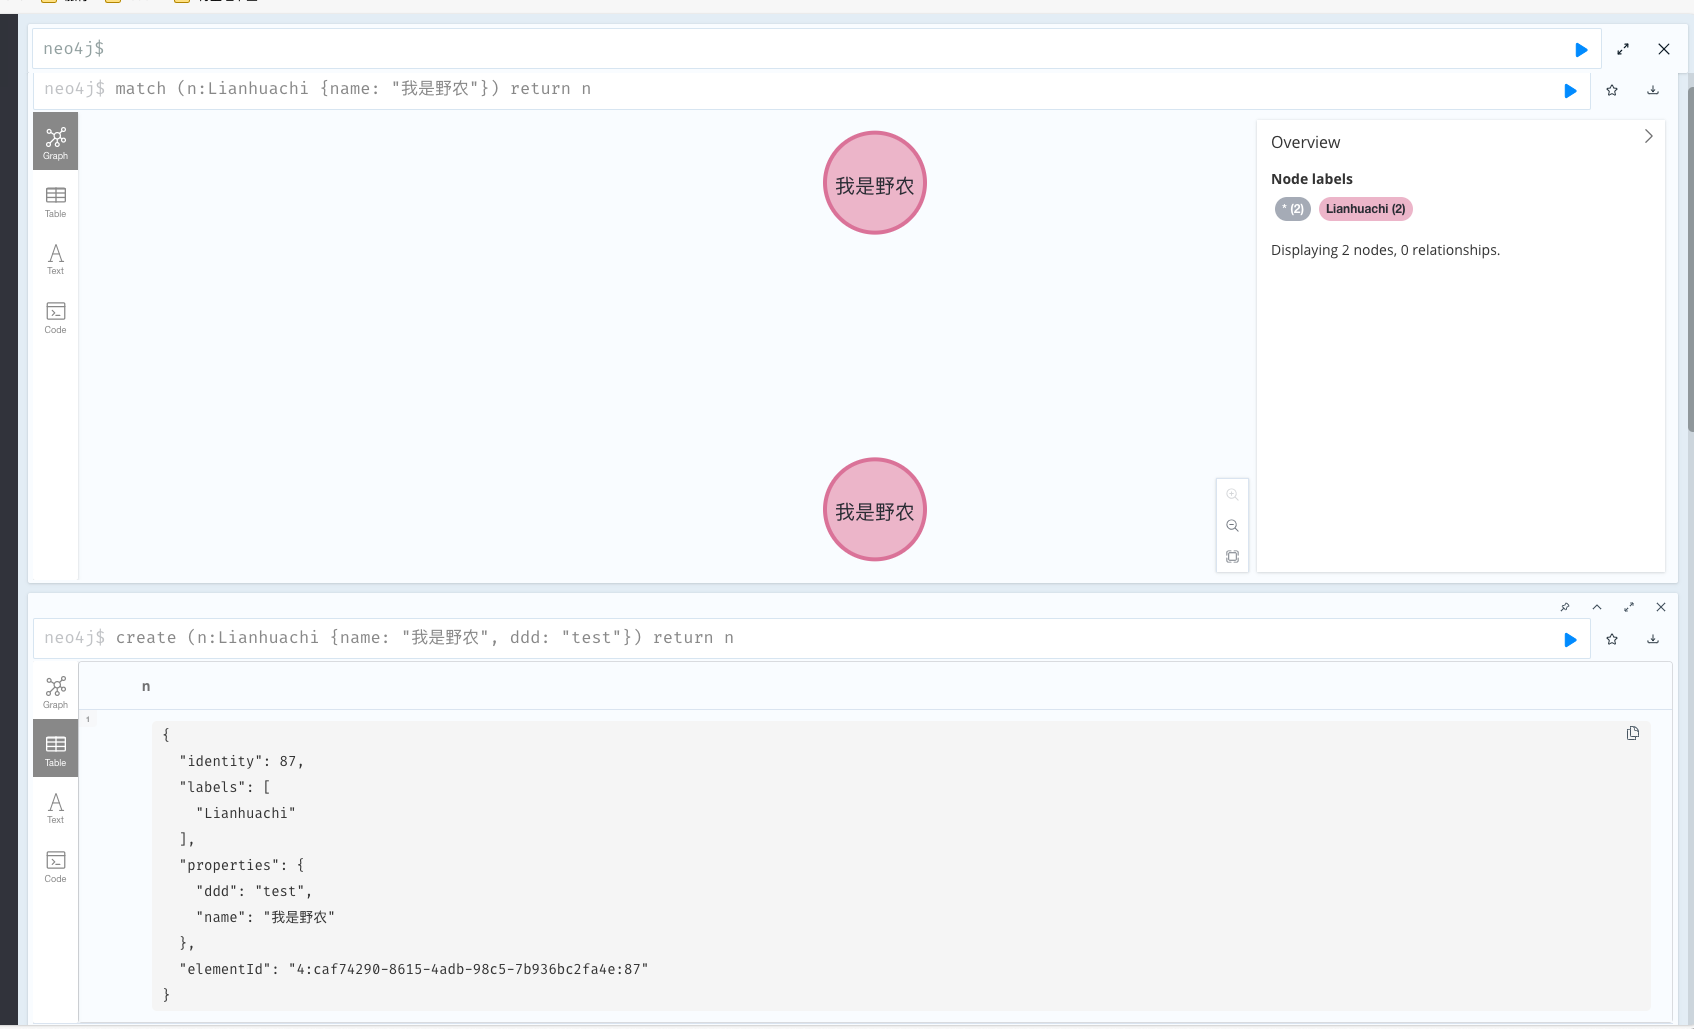 neo4j$
neo4j$ match (n:Lianhuachi {name: "我是野农"}) return n
Graph
Table
Text
Code
我是野农
我是野农
Overview
Node labels
* (2) Lianhuachi (2)
Displaying 2 nodes, 0 relationships.
neo4j$ create (n:Lianhuachi {name: "我是野农", ddd: "test"}) return n
Graph
Table
Text
Code
n
1
{
"identity": 87,
"labels": [
"Lianhuachi"
],
"properties": {
"ddd": "test",
"name": "我是野农"
},
"elementId": "4:caf74290-8615-4adb-98c5-7b936bc2fa4e:87"
}